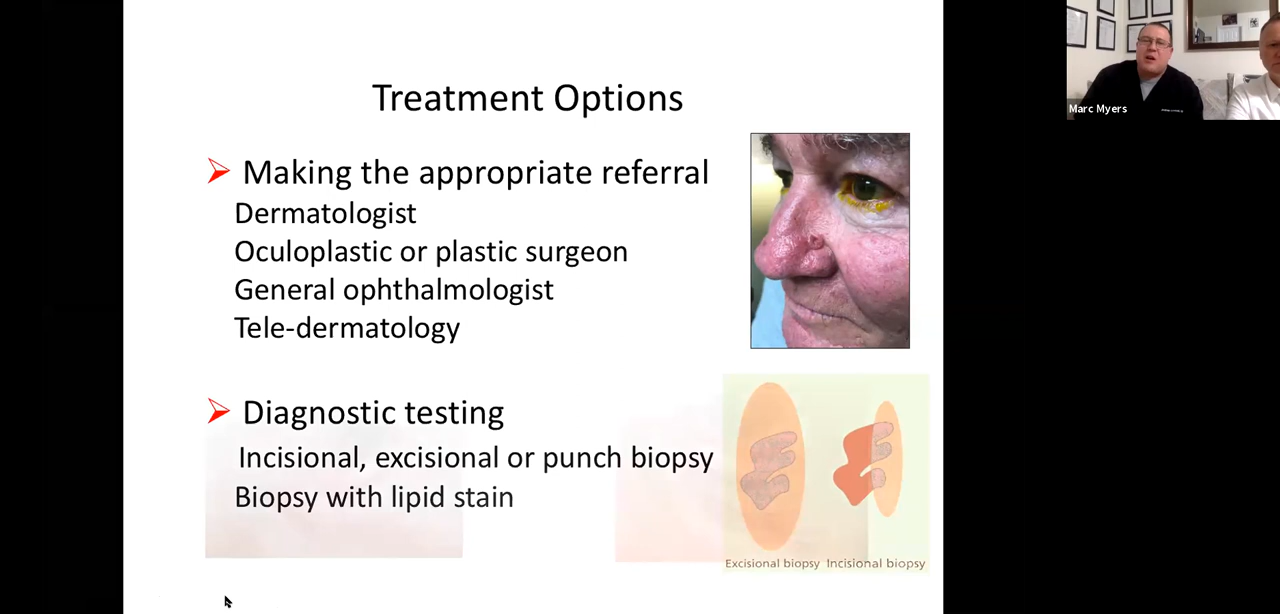 Treatment Options
Making the appropriate referral
Dermatologist
Oculoplastic or plastic surgeon
General ophthalmologist
Tele-dermatology
Diagnostic testing
Incisional, excisional or punch biopsy
Biopsy with lipid stain
Excisional biopsy Incisional biopsy
Marc Myers